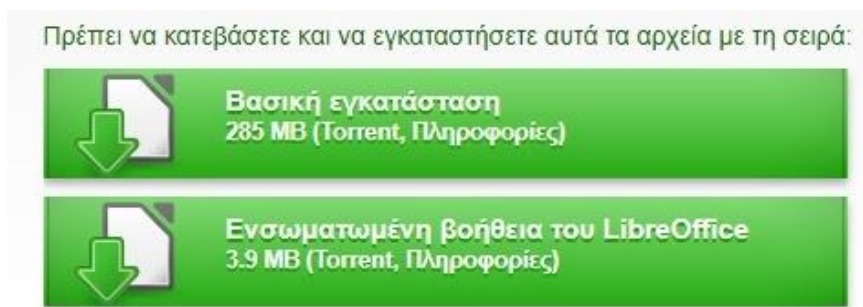 Πρέπει να κατεβάσετε και να εγκαταστήσετε αυτά τα αρχεία με τη σειρά:
Βασική εγκατάσταση
285 MB (Torrent, Πληροφορίες)
Ενσωματωμένη βοήθεια του LibreOffice
3.9 MB (Torrent, Πληροφορίες)